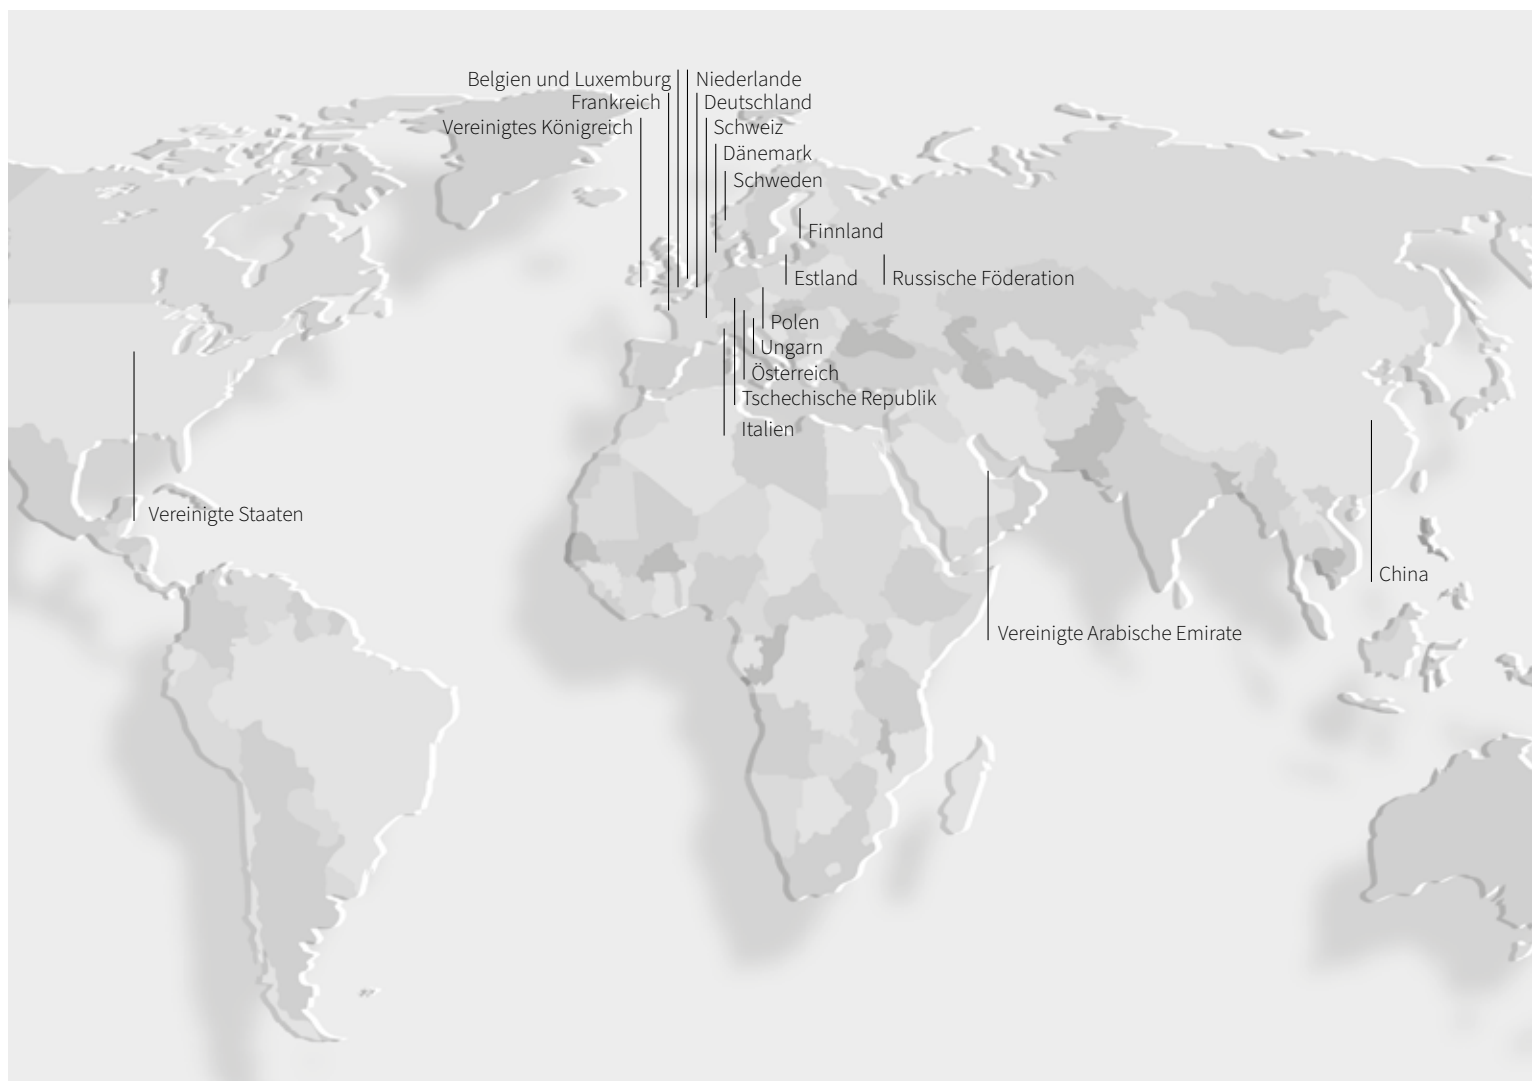 Belgien und Luxemburg
Niederlande
Frankreich
Deutschland
Vereinigtes Königreich
Schweiz
Dänemark
Schweden
Finnland
Estland
Russische Föderation
Polen
Ungarn
Österreich
Tschechische Republik
Italien
Vereinigte Staaten
China
Vereinigte Arabische Emirate